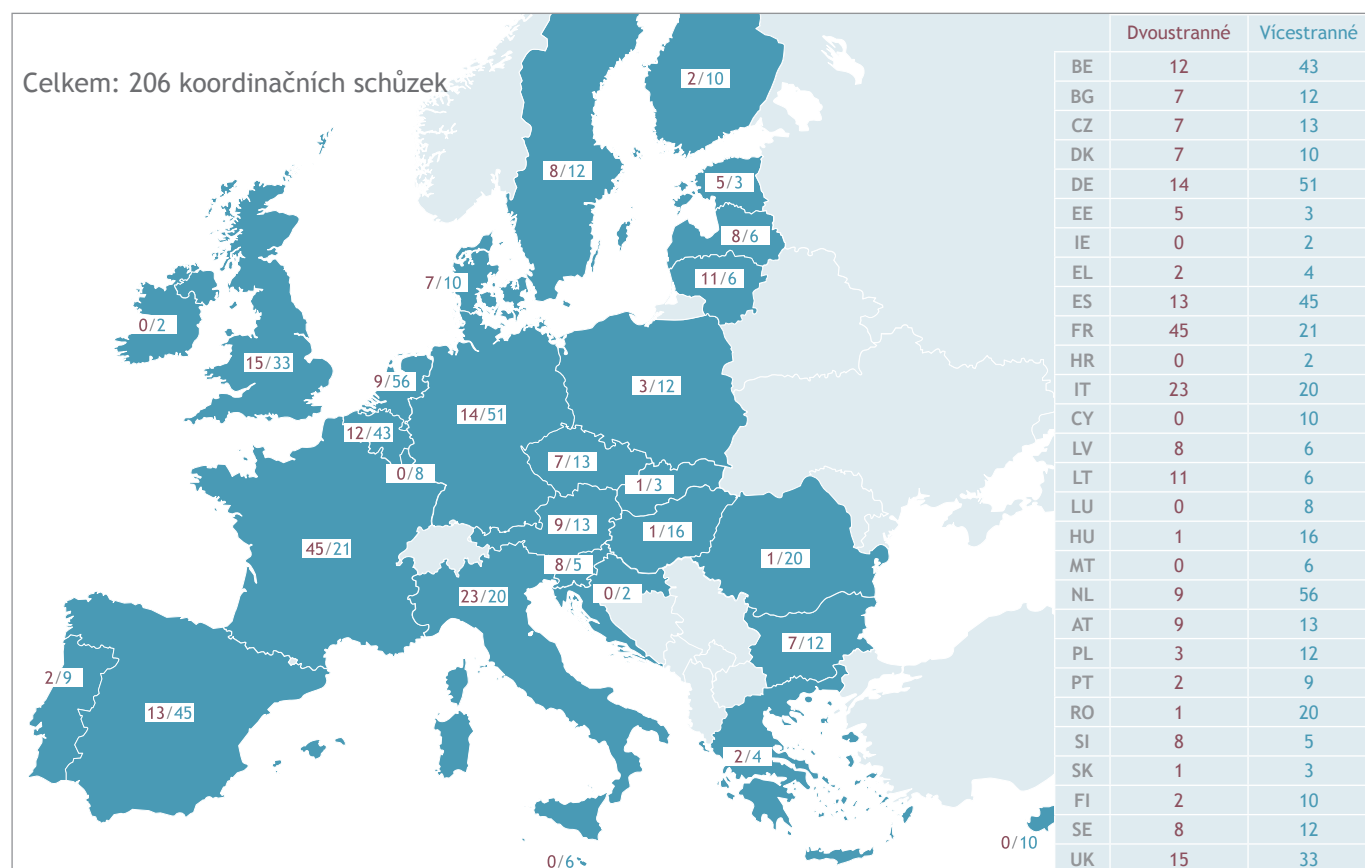 Celkem: 206 koordinačních schůzek
2/10
8/12
5/3
8/6
7/10
11/6
0/2
15/33
9/56
3/12
14/51
12/43
7/13
0/8
1/3
9/13
1/16
45/21
1/20
8/5
23/20
0/2
7/12
2/9
13/45
2/4
0/10
0/6
Dvoustranné Vícestranné
BE 12 43
BG 7 12
CZ 7 13
DK 7 10
DE 14 51
EE 5 3
IE 0 2
EL 2 4
ES 13 45
FR 45 21
HR 0 2
IT 23 20
CY 0 10
LV 8 6
LT 11 6
LU 0 8
HU 1 16
MT 0 6
NL 9 56
AT 9 13
PL 3 12
PT 2 9
RO 1 20
SI 8 5
SK 1 3
FI 2 10
SE 8 12
UK 15 33